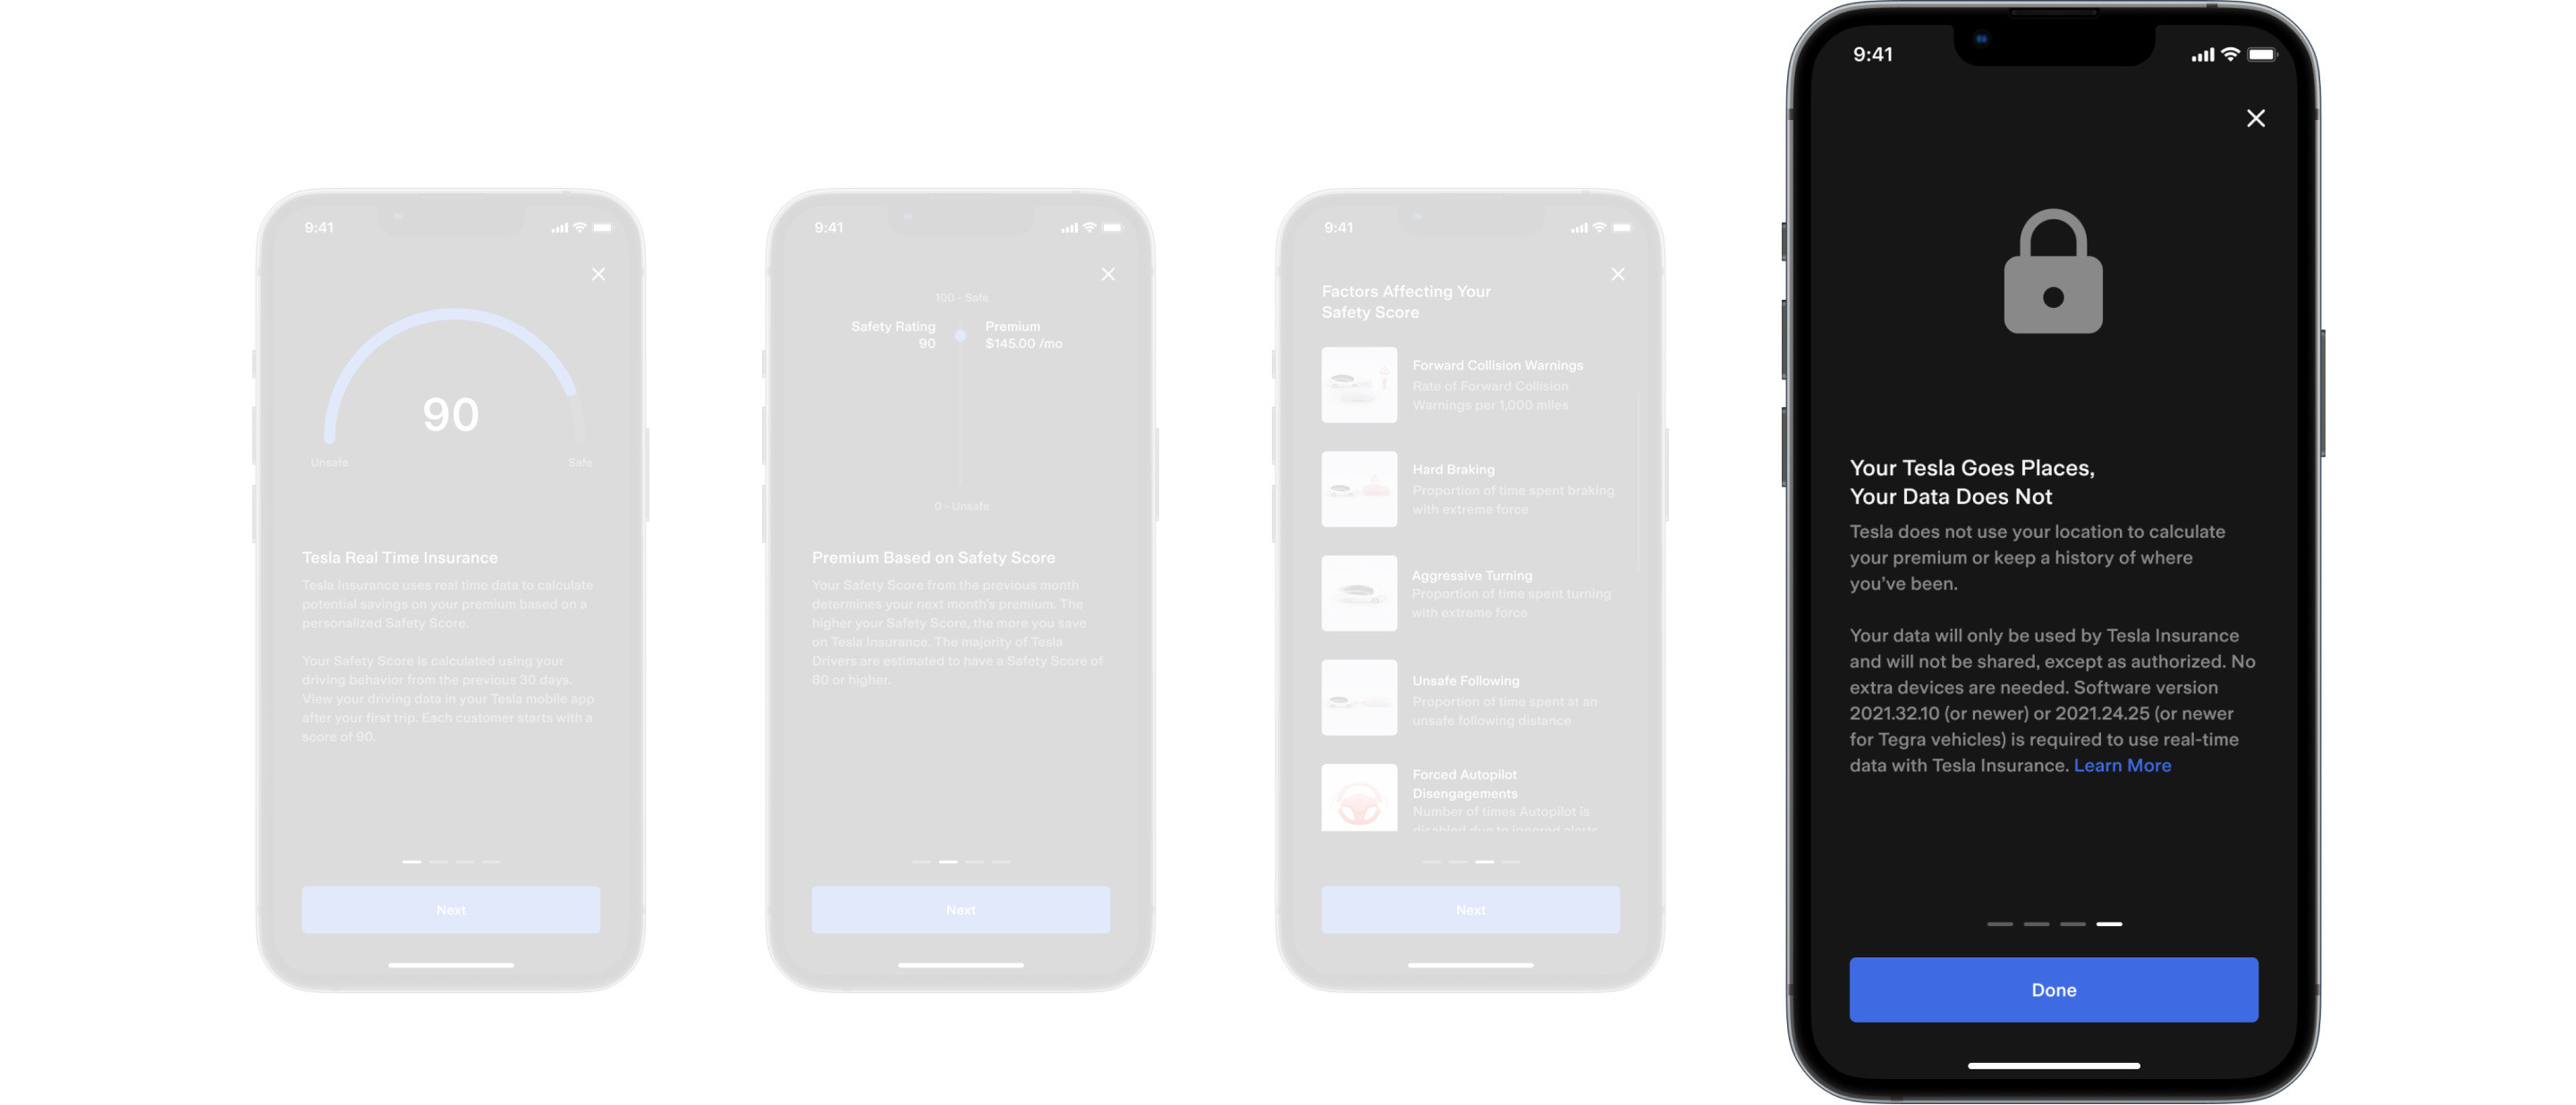 9:41
90
Unsafe
Safe
Tesla Real Time Insurance
Tesla Insurance uses real time data to calculate
potential savings on your premium based on a
personalized Safety Score.
Your Safety Score is calculated using your
driving behavior from the previous 30 days.
View your driving data in your Tesla mobile app
after your first trip. Each customer starts with a
score of 90.
Next
9:41
100 - Safe
Safety Rating
90
Premium
$145.00 /mo
0 - Unsafe
Premium Based on Safety Score
Your Safety Score from the previous month
determines your next month's premium. The
higher your Safety Score, the more you save
on Tesla Insurance. The majority of Tesla
Drivers are estimated to have a Safety Score of
80 or higher.
Next
9:41
Factors Affecting Your
Safety Score
Forward Collision Warnings
Rate of Forward Collision
Warnings per 1,000 miles
Hard Braking
Proportion of time spent braking
with extreme force
Aggressive Turning
Proportion of time spent turning
with extreme force
Unsafe Following
Proportion of time spent at an
unsafe following distance
Forced Autopilot
Disengagements
Number of times Autopilot is
disabled due to ignored alerts
Next
9:41
Your Tesla Goes Places,
Your Data Does Not
Tesla does not use your location to calculate
your premium or keep a history of where
you've been.
Your data will only be used by Tesla Insurance
and will not be shared, except as authorized. No
extra devices are needed. Software version
2021.32.10 (or newer) or 2021.24.25 (or newer
for Tegra vehicles) is required to use real-time
data with Tesla Insurance. Learn More
Done